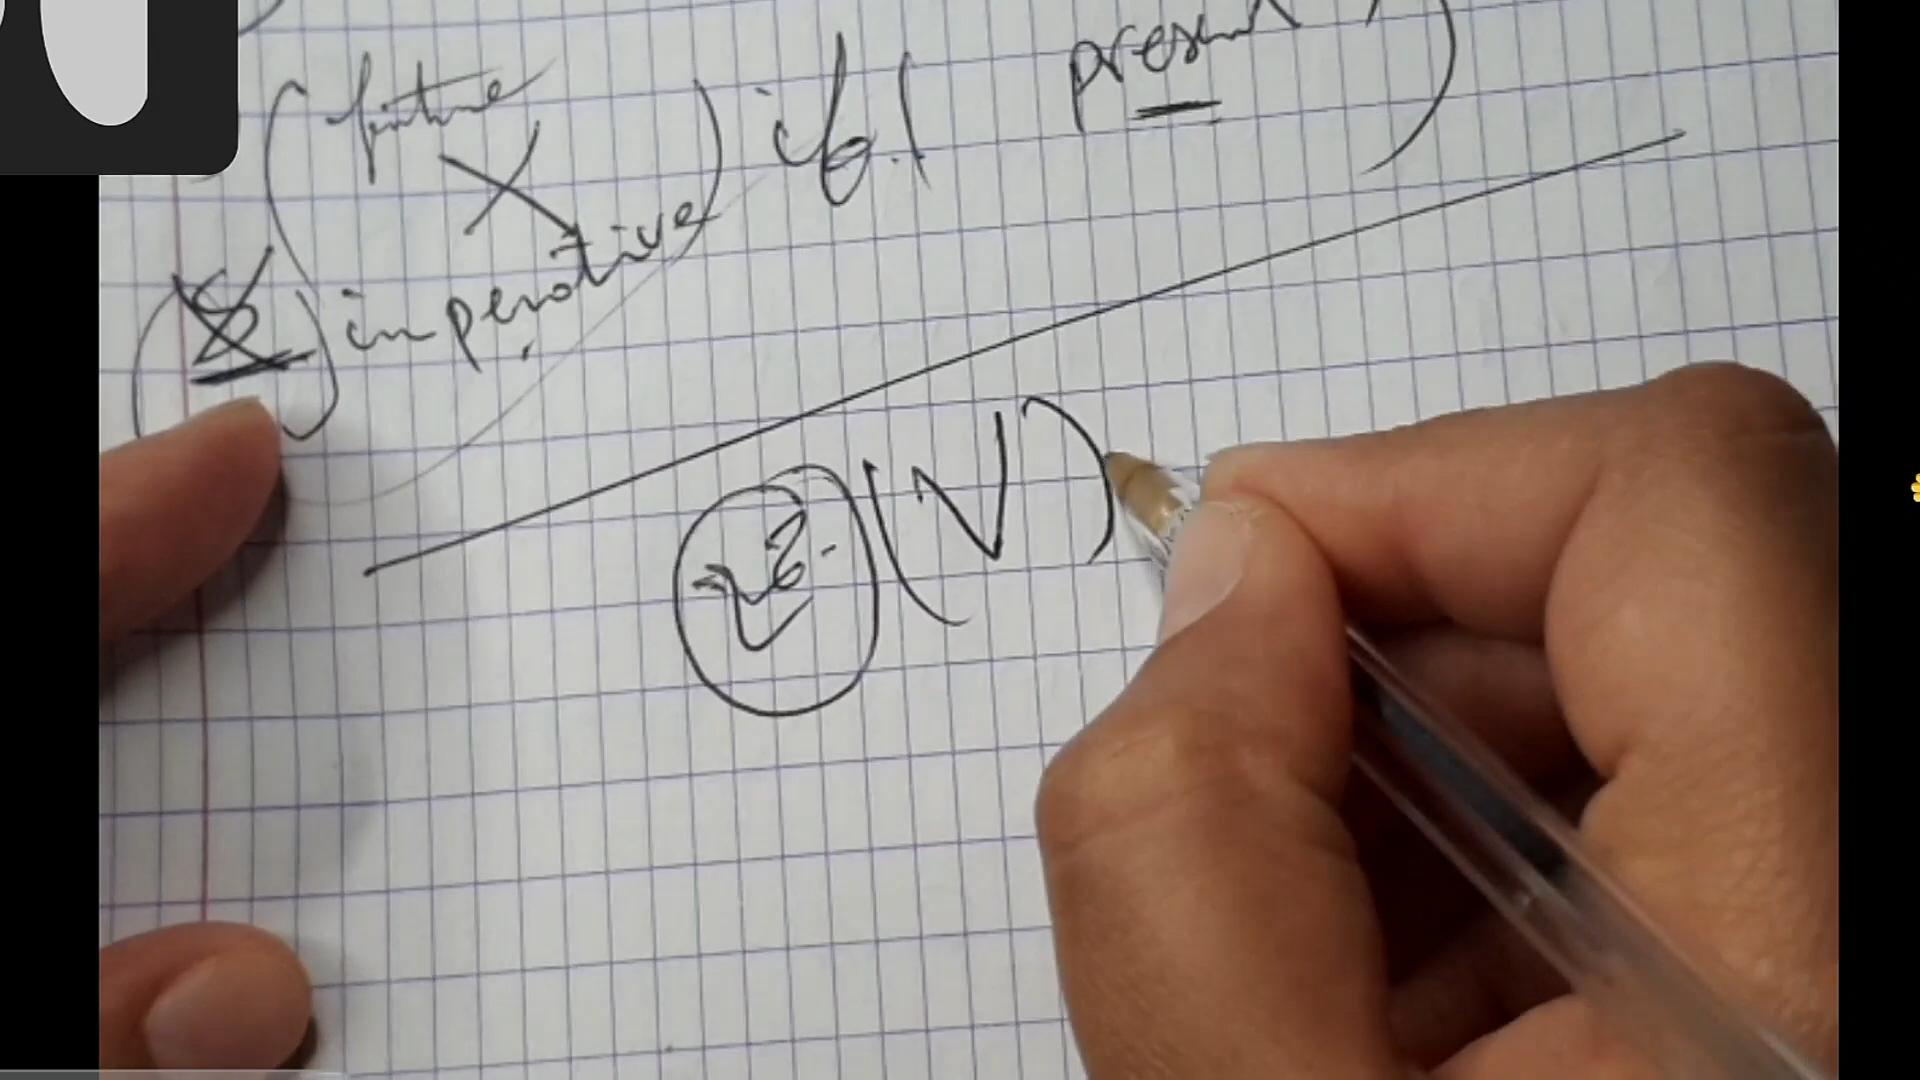 (future) if ( present )
(S) imperative
(V)